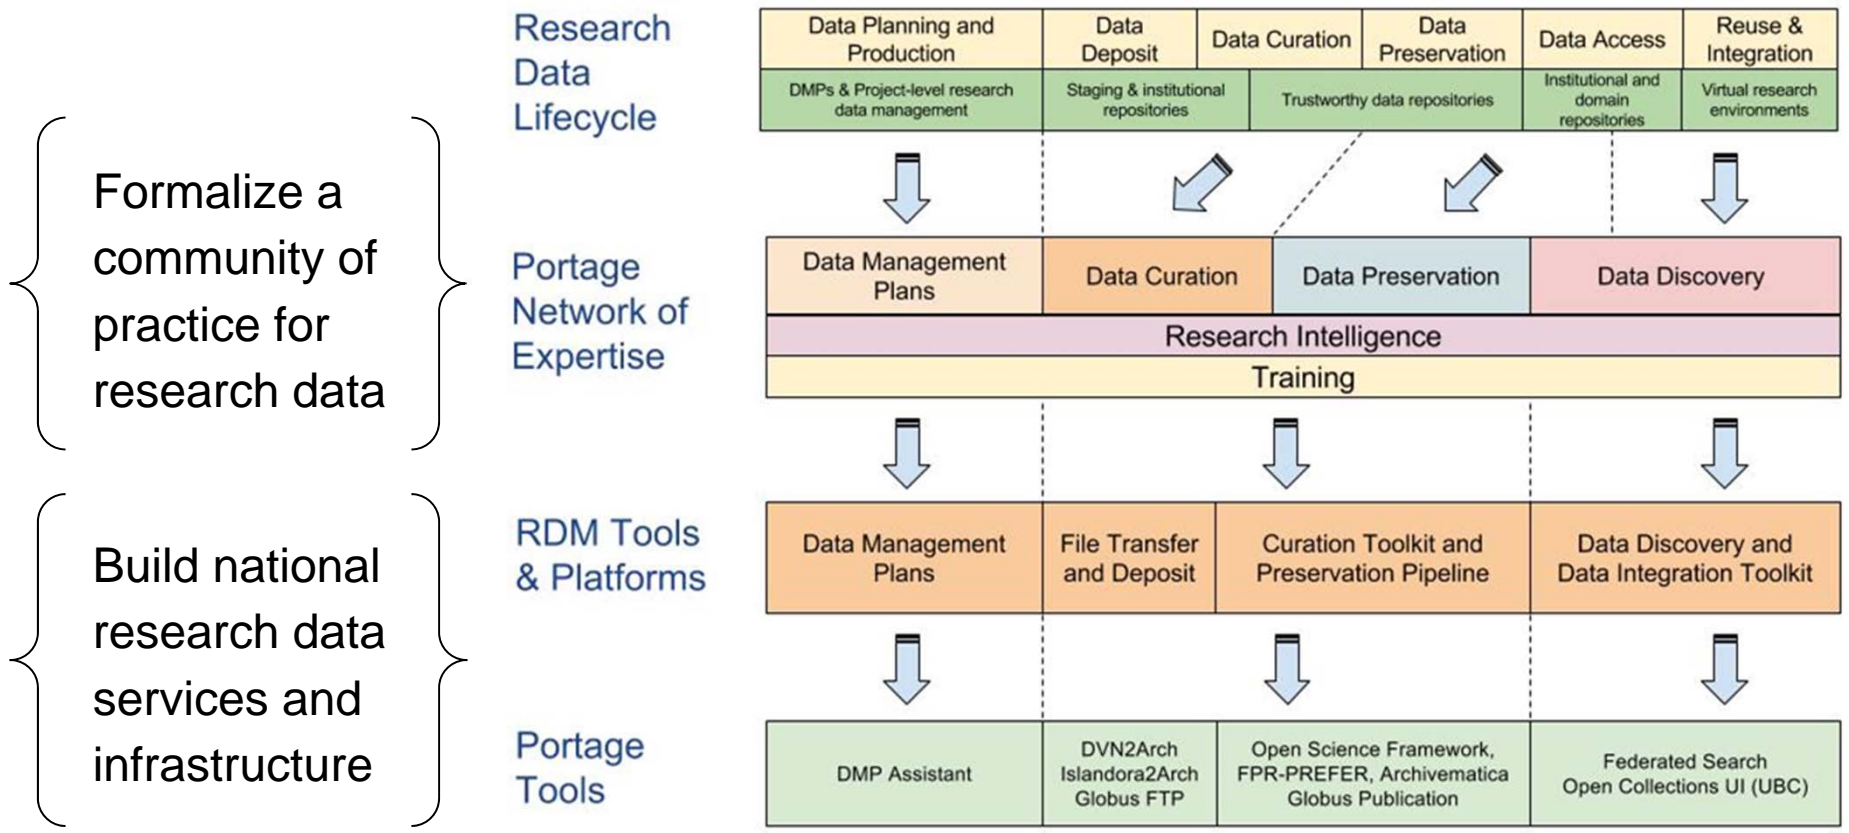 Research
Data
Lifecycle
Data Planning and
Production
Data
Deposit
Data Curation
Data
Preservation
Data Access
Reuse &
Integration
DMPs & Project-level research
data management
Staging & institutional
repositories
Trustworthy data repositories
Institutional and
domain
repositories
Virtual research
environments
Formalize a
community of
practice for
research data
Portage
Network of
Expertise
Data Management
Plans
Data Curation
Data Preservation
Data Discovery
Research Intelligence
Training
Build national
research data
services and
infrastructure
RDM Tools
& Platforms
Data Management
Plans
File Transfer
and Deposit
Curation Toolkit and
Preservation Pipeline
Data Discovery and
Data Integration Toolkit
Portage
Tools
DMP Assistant
DVN2Arch
Islandora2Arch
Globus FTP
Open Science Framework,
FPR-PREFER, Archivematica
Globus Publication
Federated Search
Open Collections UI (UBC)